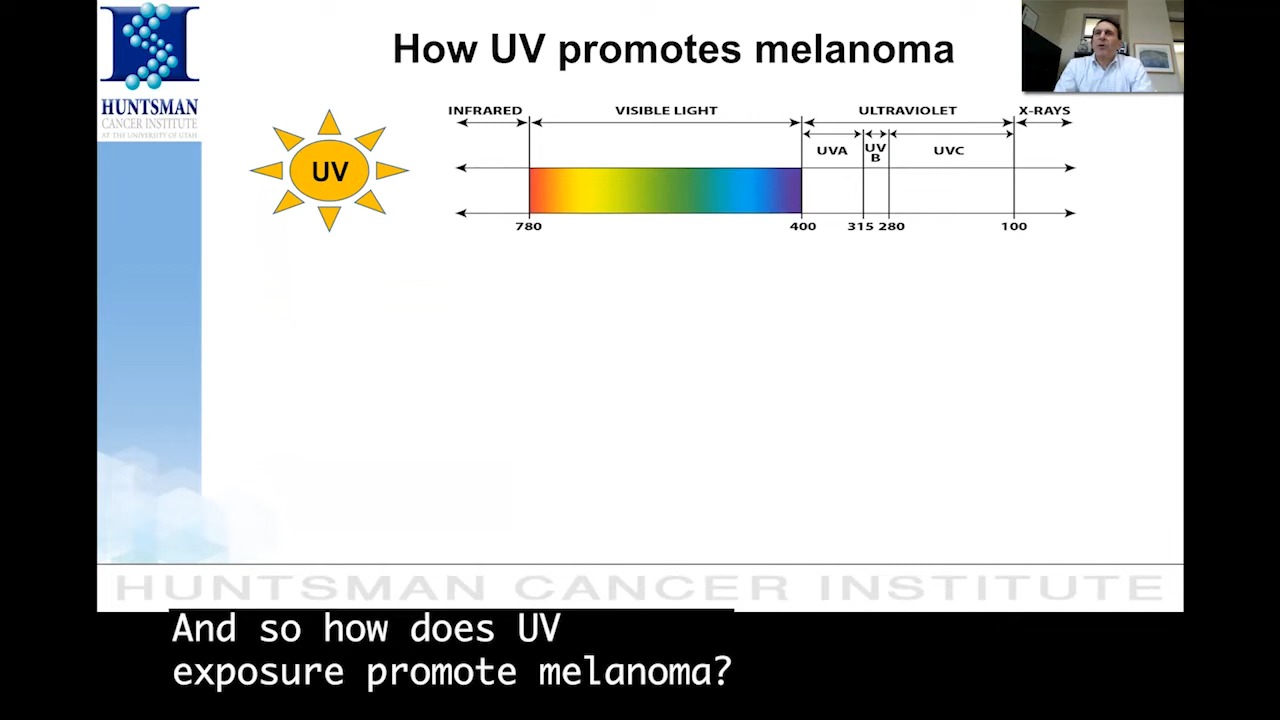 How UV promotes melanoma
HUNTSMAN
CANCER INSTITUTE
AT THE UNIVERSITY OF UTAH
UV
INFRARED VISIBLE LIGHT ULTRAVIOLET X-RAYS
UVA UV B UVC
780 400 315 280 100
HUNTSMAN CANCER INSTITUTE
And so how does UV
exposure promote melanoma?